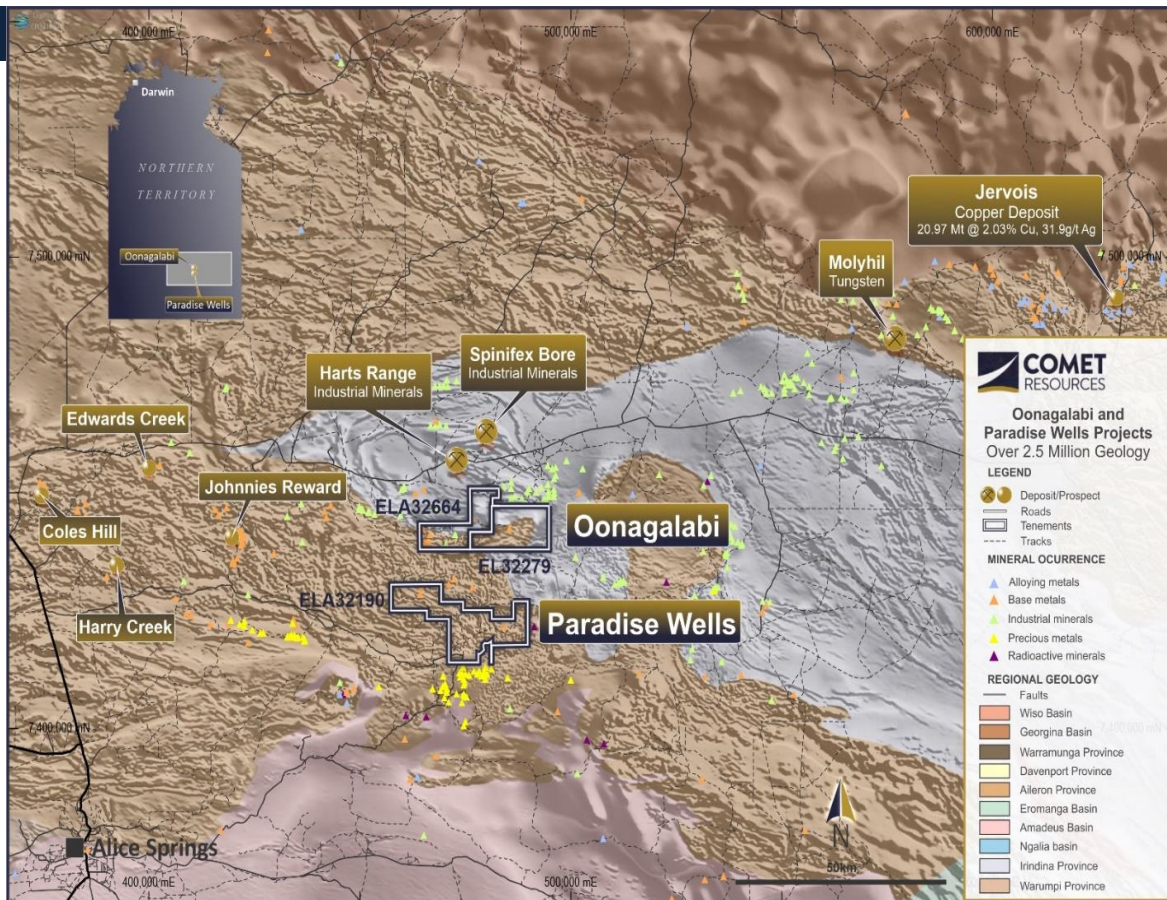 400,000 mE
500,000 mE
600,000 mE
Darwin
NORTHERN
TERRITORY
Oonagalabi
Paradise Wells
7,500,000 mN
7,500,000 mN
Jervois
Copper Deposit
20.97 Mt @ 2.03% Cu, 31.9g/t Ag
Molyhil
Tungsten
Spinifex Bore
Industrial Minerals
Harts Range
Industrial Minerals
Edwards Creek
Johnnies Reward
Coles Hill
Harry Creek
ELA32664
Oonagalabi
EL32279
ELA32190
Paradise Wells
7,400,000 mN
7,400,000 mN
Alice Springs
400,000 mE
500,000 mE
N
50km
COMET
RESOURCES
Oonagalabi and
Paradise Wells Projects
Over 2.5 Million Geology
LEGEND
Deposit/Prospect
Roads
Tenements
Tracks
MINERAL OCURRENCE
Alloying metals
Base metals
Industrial minerals
Precious metals
Radioactive minerals
REGIONAL GEOLOGY
Faults
Wiso Basin
Georgina Basin
Warramunga Province
Davenport Province
Aileron Province
Eromanga Basin
Amadeus Basin
Ngalia basin
Irindina Province
Warumpi Province